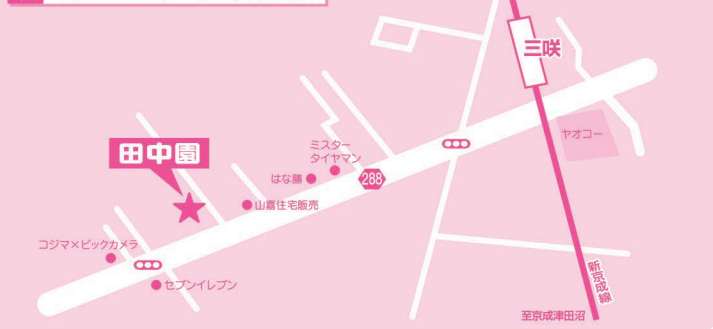 三咲
ヤオコー
田中園
ミスター
タイヤマン
はな膳
288
山嘉住宅販売
コジマ×ビックカメラ
セブンイレブン
新京成線
至京成津田沼